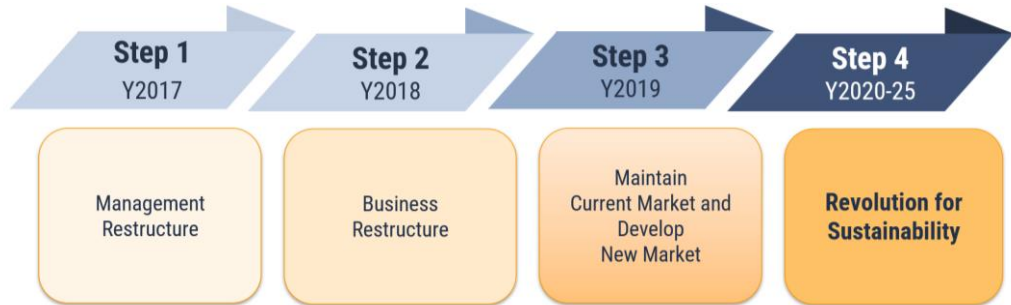 Step 1
Y2017
Step 2
Y2018
Step 3
Y2019
Step 4
Y2020-25
Management
Restructure
Business
Restructure
Maintain
Current Market and
Develop
New Market
Revolution for
Sustainability